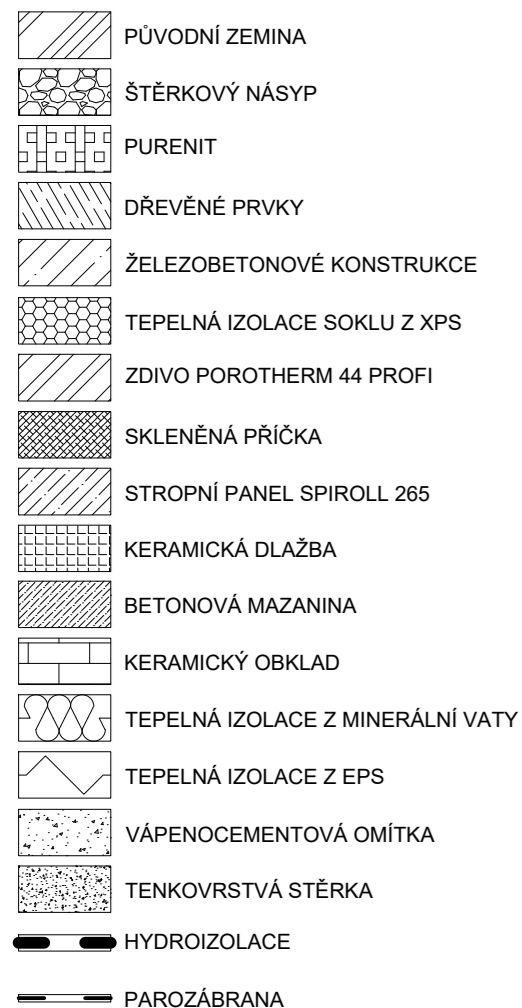 PŮVODNÍ ZEMINA
ŠTĚRKOVÝ NÁSYP
PURENIT
DŘEVĚNÉ PRVKY
ŽELEZOBETONOVÉ KONSTRUKCE
TEPELNÁ IZOLACE SOKLU Z XPS
ZDIVO POROTHERM 44 PROFI
SKLENĚNÁ PŘÍČKA
STROPNÍ PANEL SPIROLL 265
KERAMICKÁ DLAŽBA
BETONOVÁ MAZANINA
KERAMICKÝ OBKLAD
TEPELNÁ IZOLACE Z MINERÁLNÍ VATY
TEPELNÁ IZOLACE Z EPS
VÁPENOCEMENTOVÁ OMÍTKA
TENKOVRSTVÁ STĚRKA
HYDROIZOLACE
PAROZÁBRANA